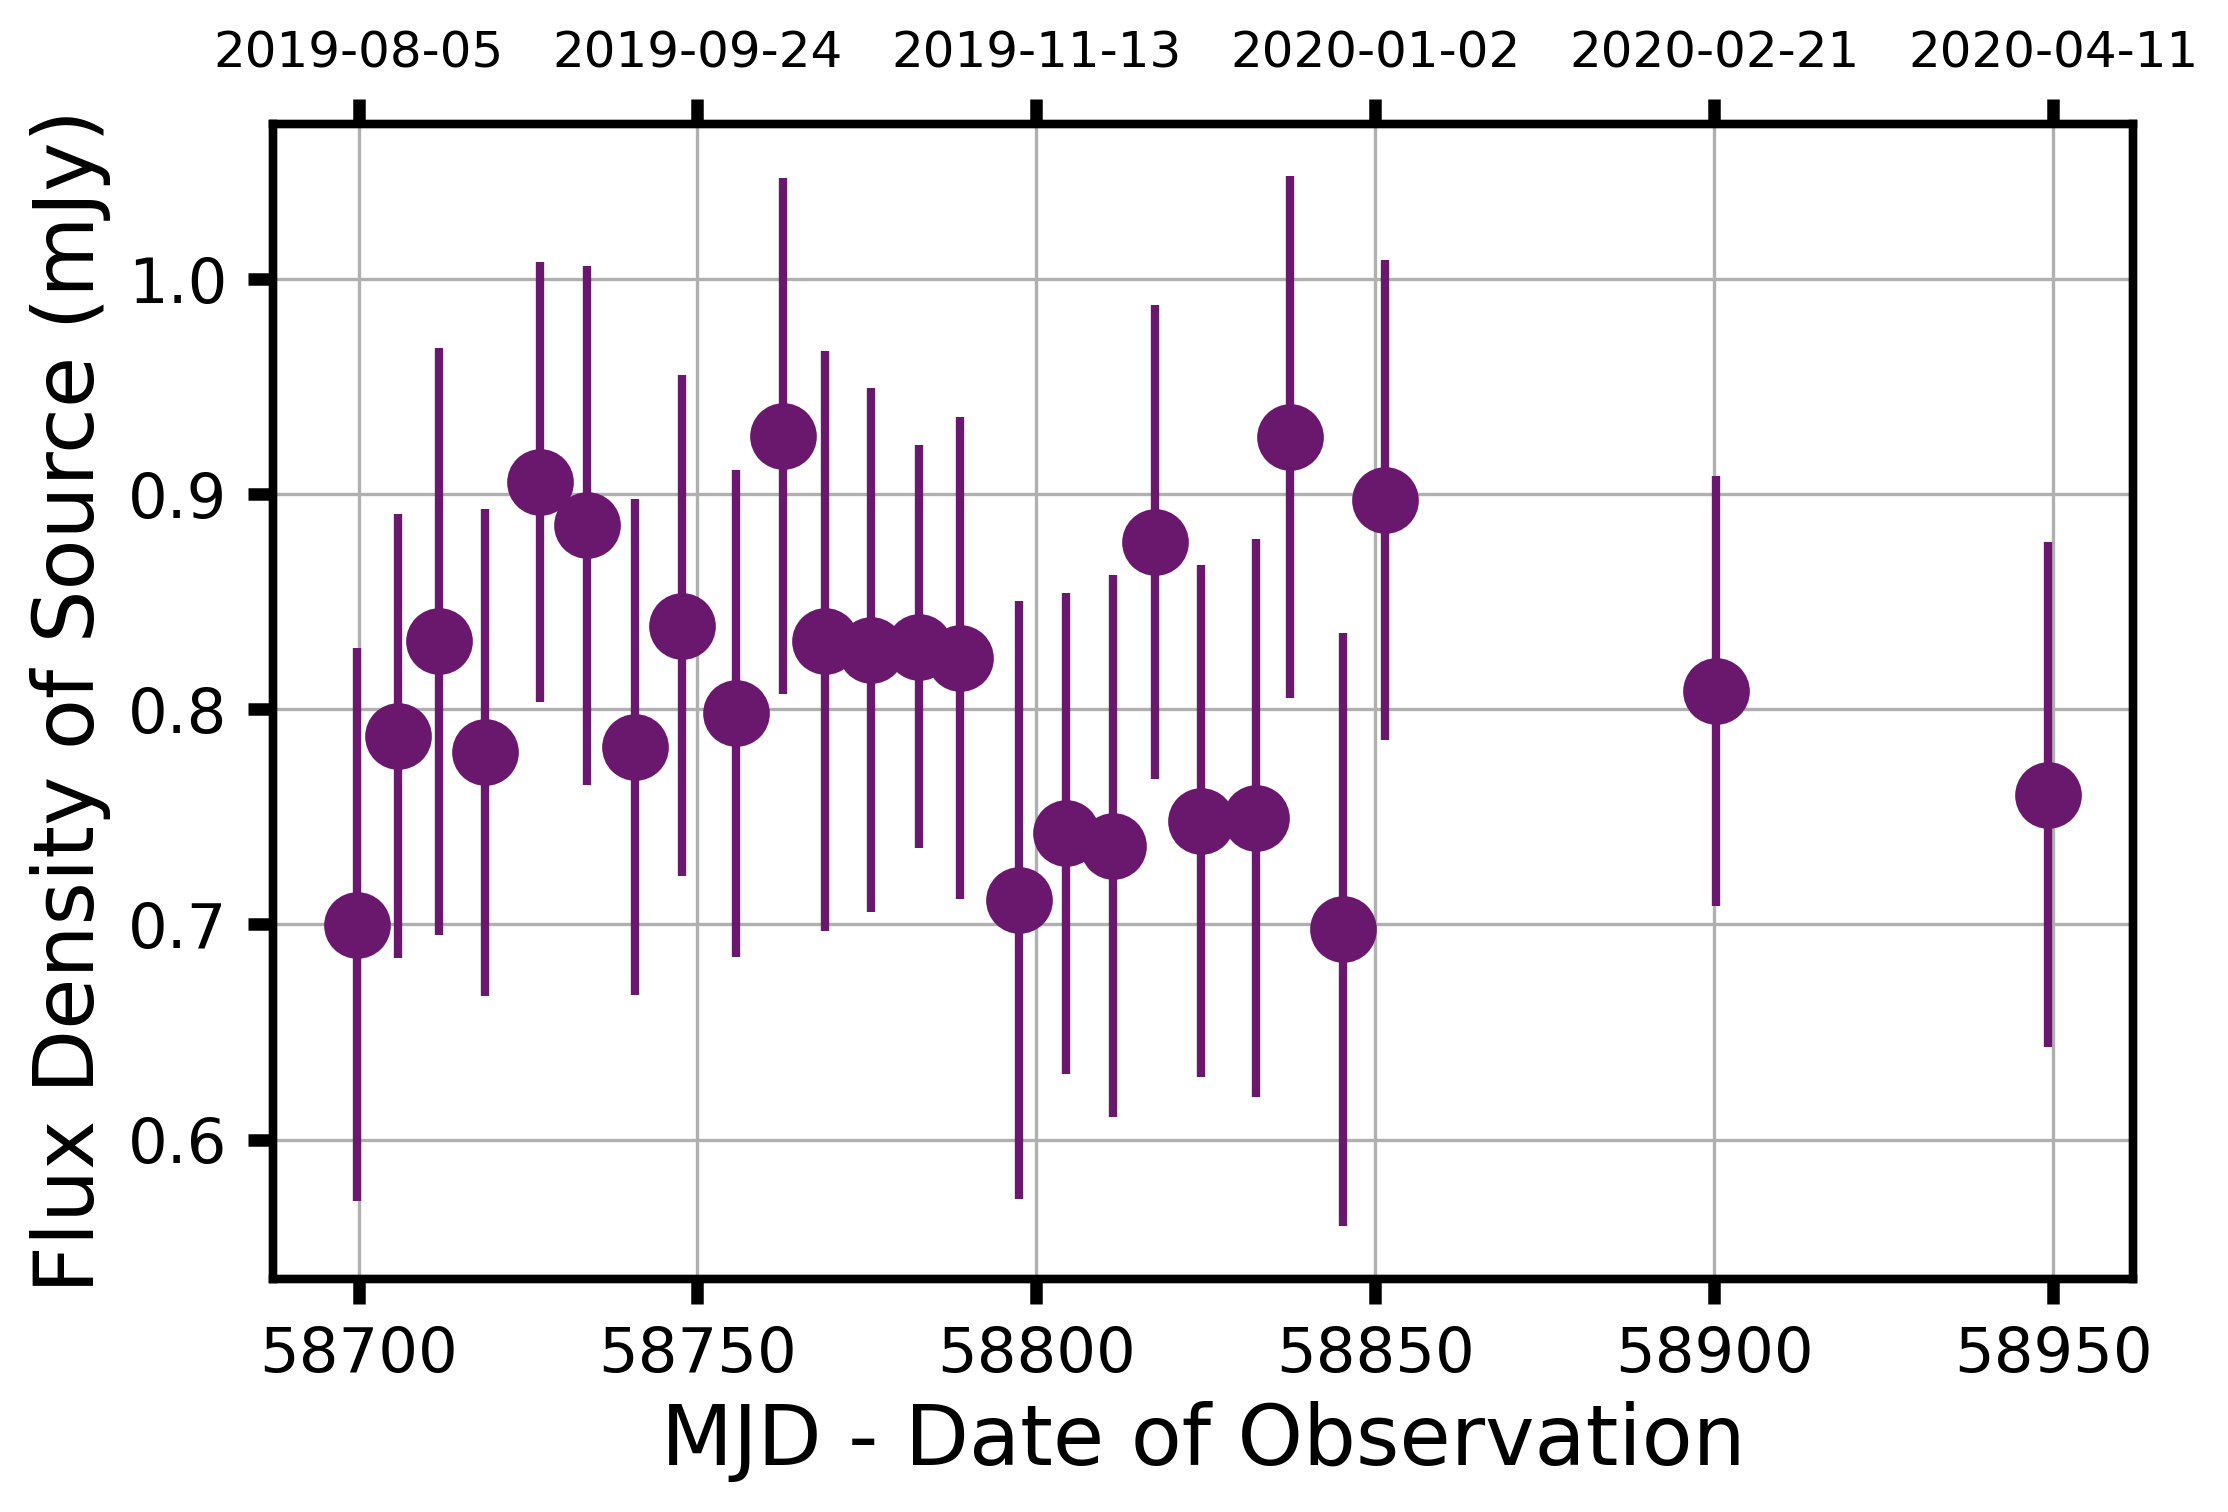 2019-08-05 2019-09-24 2019-11-13 2020-01-02 2020-02-21 2020-04-11
Flux Density of Source (mJy)
1.0
0.9
0.8
0.7
0.6
58700 58750 58800 58850 58900 58950
MJD - Date of Observation